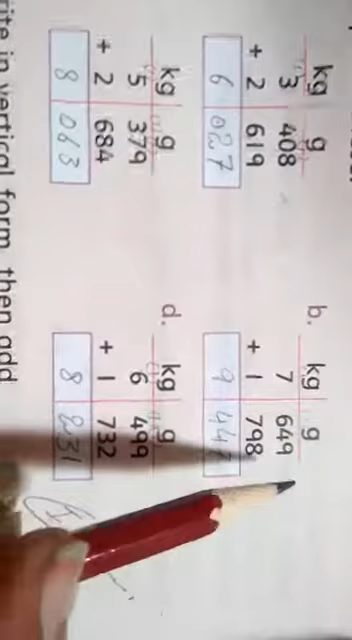 kg g
3 408
+ 2 619
6 027
b. kg g
7 649
+ 1 798
9 447
kg g
5 379
+ 2 684
8 063
d. kg g
6 499
+ 1 732
8 231
rite in vertical form, then add